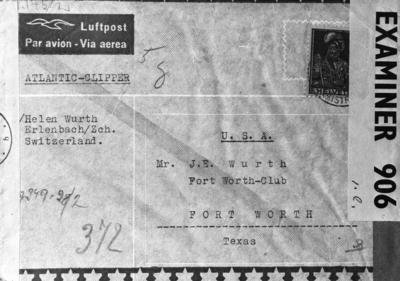 Luftpost
Par avion - Via aerea
5 g
ATLANTIC-CLIPPER
/Helen Wurth
Erlenbach/Zch.
Switzerland.
U. S. A.
Mr. J.E. Wurth
Fort Worth-Club
FORT WORTH
Texas
372
EXAMINER 906